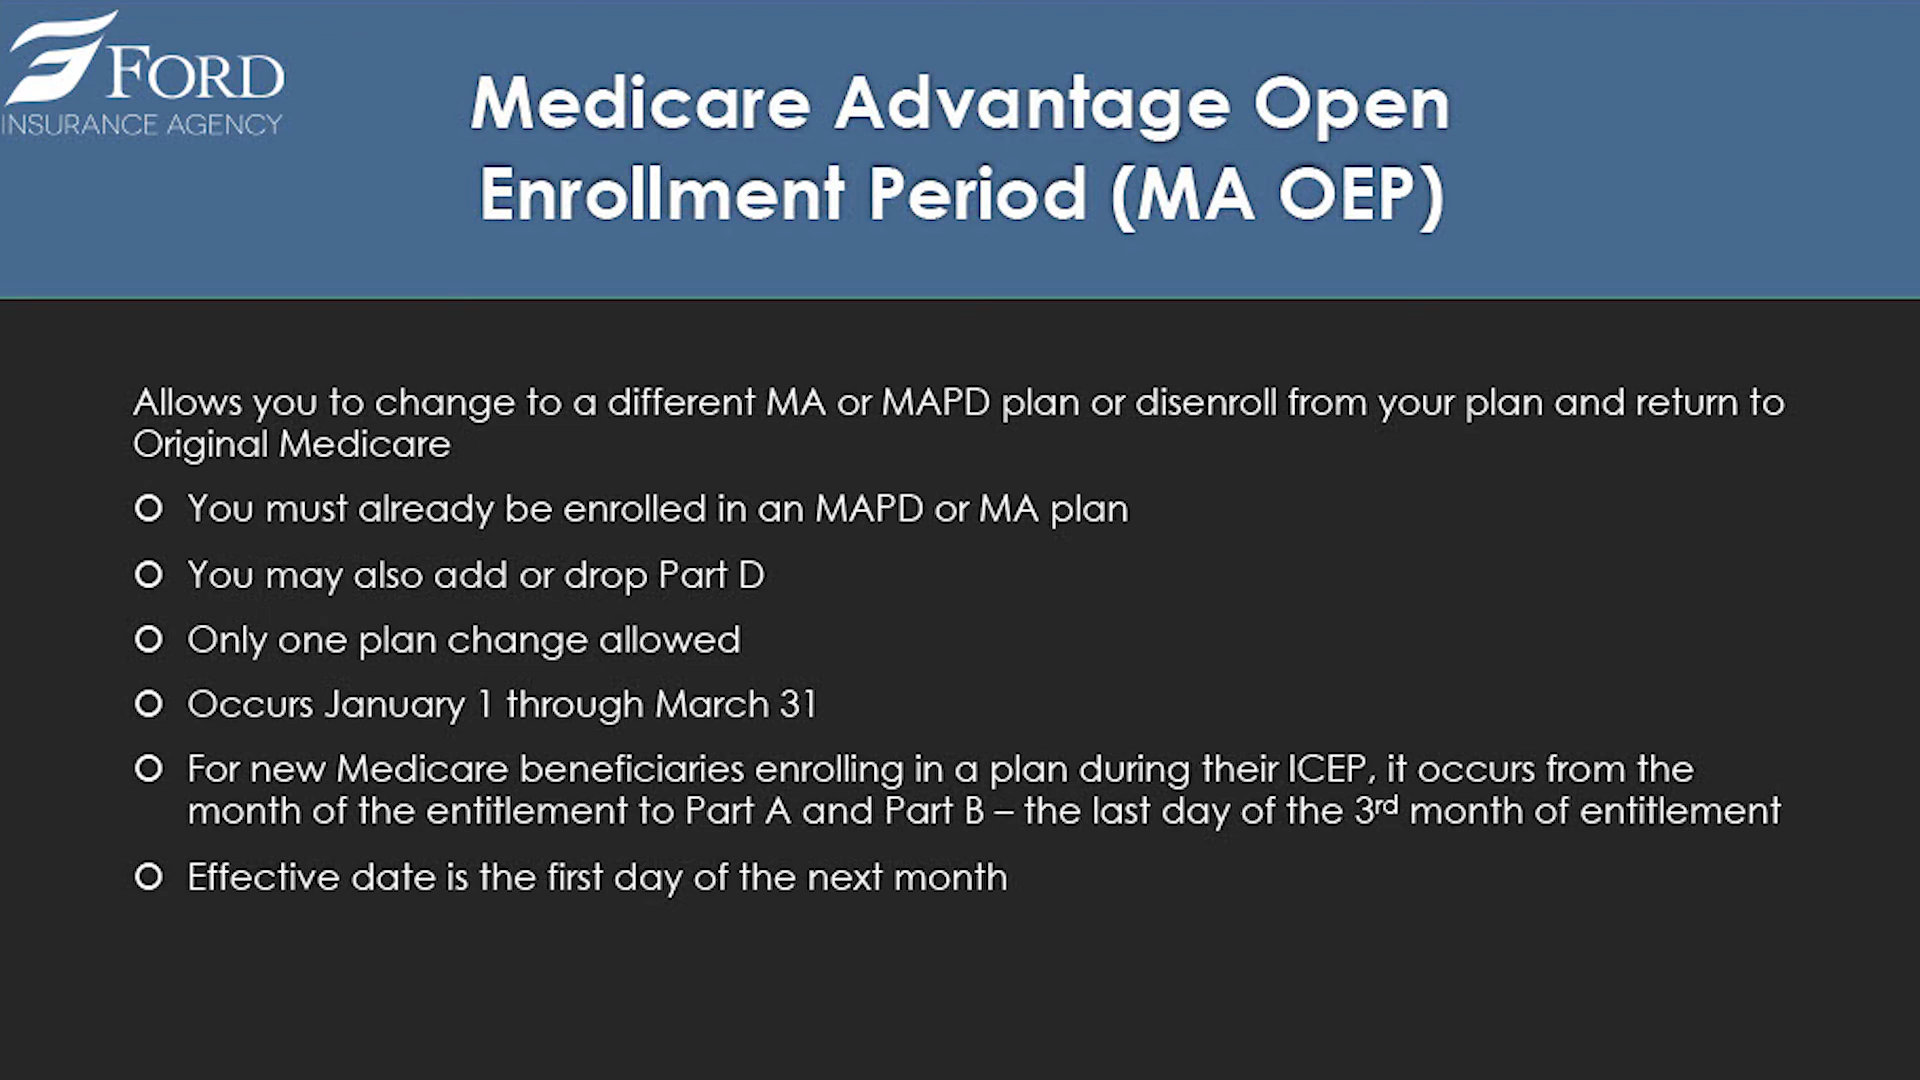 FORD
INSURANCE AGENCY
Medicare Advantage Open
Enrollment Period (MA OEP)
Allows you to change to a different MA or MAPD plan or disenroll from your plan and return to
Original Medicare
You must already be enrolled in an MAPD or MA plan
You may also add or drop Part D
Only one plan change allowed
Occurs January 1 through March 31
For new Medicare beneficiaries enrolling in a plan during their ICEP, it occurs from the
month of the entitlement to Part A and Part B – the last day of the 3rd month of entitlement
Effective date is the first day of the next month